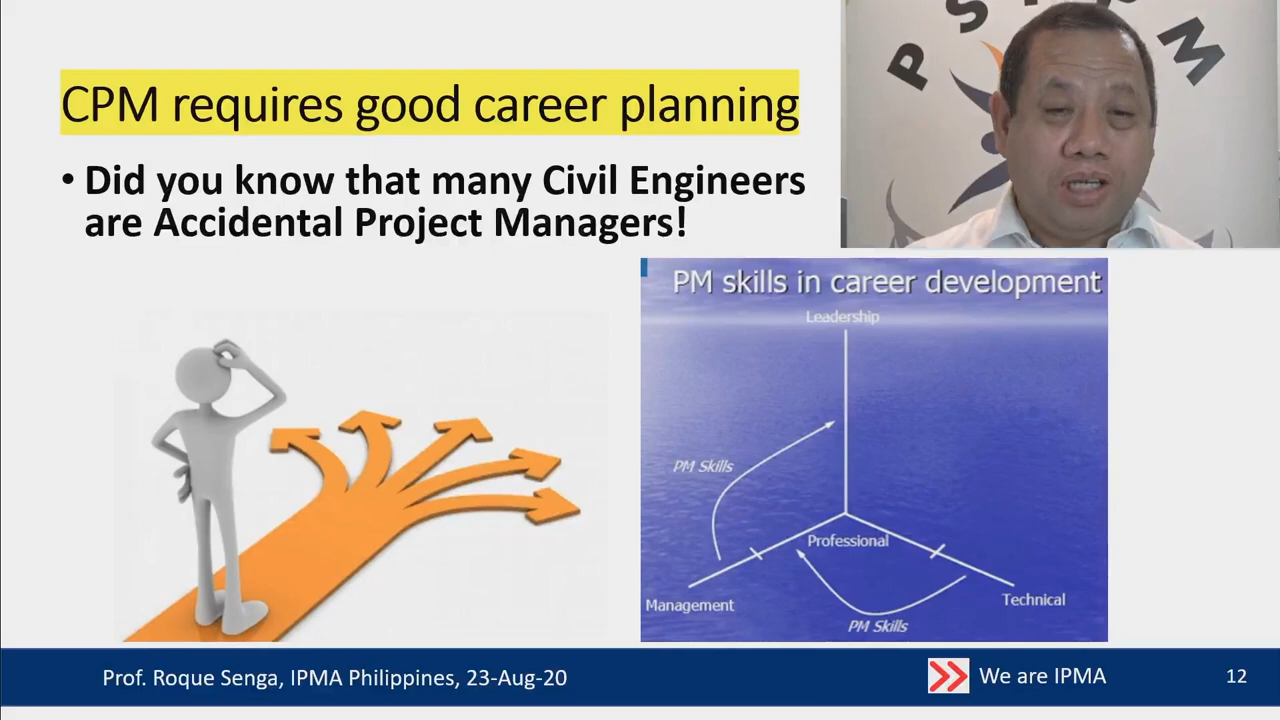 CPM requires good career planning
• Did you know that many Civil Engineers
are Accidental Project Managers!
PM skills in career development
Leadership
PM Skills
Professional
Management
Technical
PM Skills
Prof. Roque Senga, IPMA Philippines, 23-Aug-20
We are IPMA
12